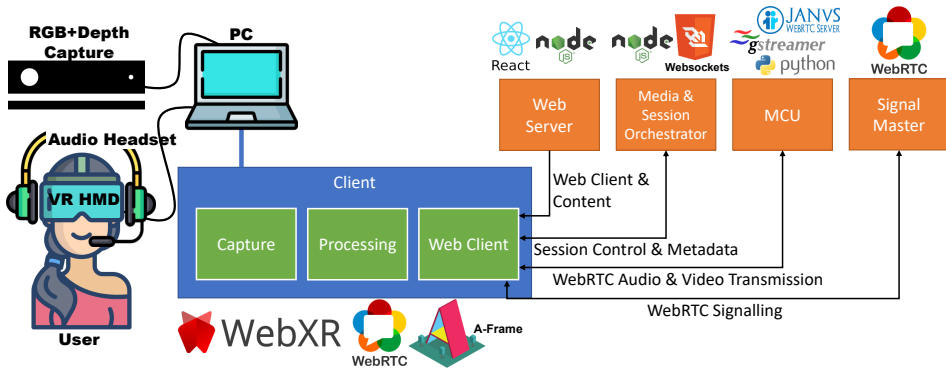 RGB+Depth
Capture
PC
Audio Headset
VR HMD
User
React
node
JS
node
JS
Websockets
JANVS
WEBRTC SERVER
gstreamer
python
WebRTC
Web
Server
Media &
Session
Orchestrator
MCU
Signal
Master
Client
Capture
Processing
Web Client
Web Client &
Content
Session Control & Metadata
WebRTC Audio & Video Transmission
WebRTC Signalling
WebXR
WebRTC
A-Frame